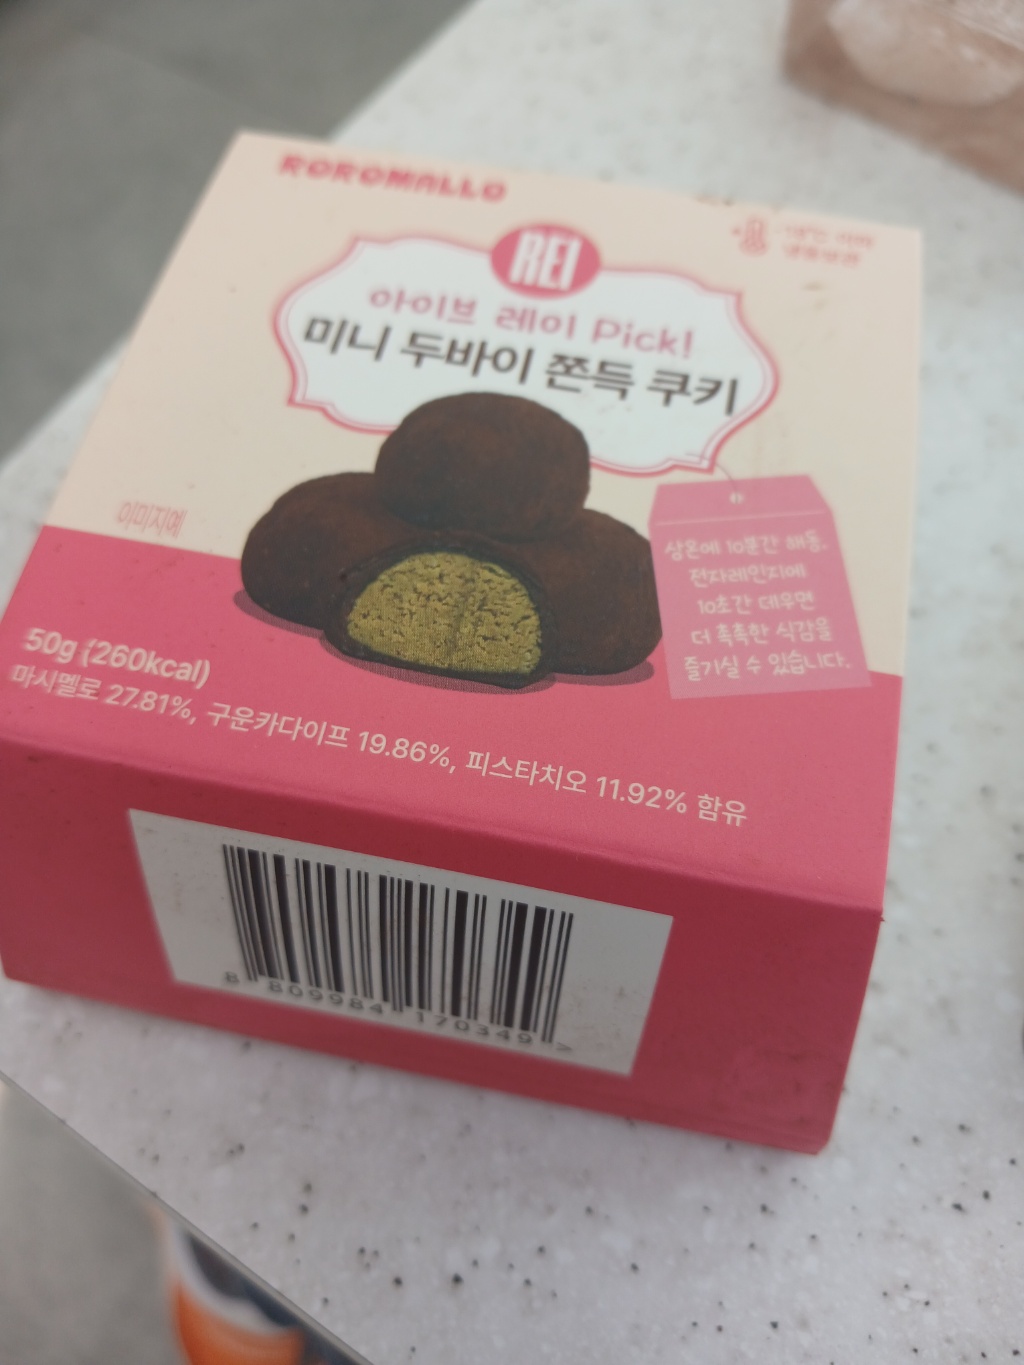 ROROMALLO
REI
아이브 레이 Pick!
미니 두바이 쫀득 쿠키
이미지예
상온에 10분간 해동,
전자레인지에
10초간 데우면
더 촉촉한 식감을
즐기실 수 있습니다.
50g (260kcal)
마시멜로 27.81%, 구운카다이프 19.86%, 피스타치오 11.92% 함유
8 809984 170349 >